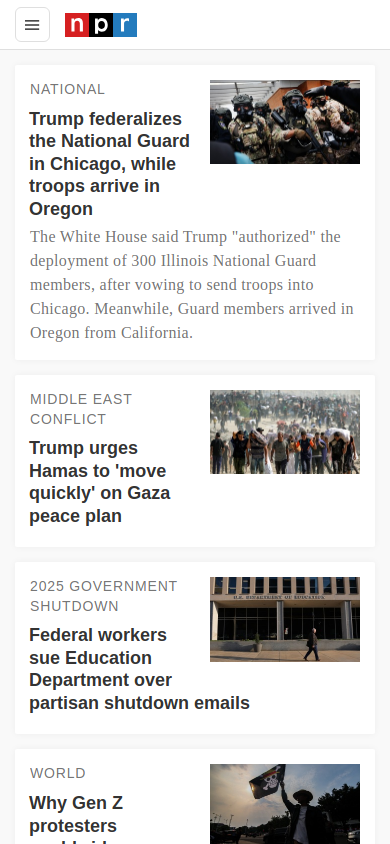 npr
NATIONAL
Trump federalizes
the National Guard
in Chicago, while
troops arrive in
Oregon
The White House said Trump "authorized" the
deployment of 300 Illinois National Guard
members, after vowing to send troops into
Chicago. Meanwhile, Guard members arrived in
Oregon from California.
MIDDLE EAST
CONFLICT
Trump urges
Hamas to 'move
quickly' on Gaza
peace plan
2025 GOVERNMENT
SHUTDOWN
Federal workers
sue Education
Department over
partisan shutdown emails
U.S. DEPARTMENT OF EDUCATION
WORLD
Why Gen Z
protesters